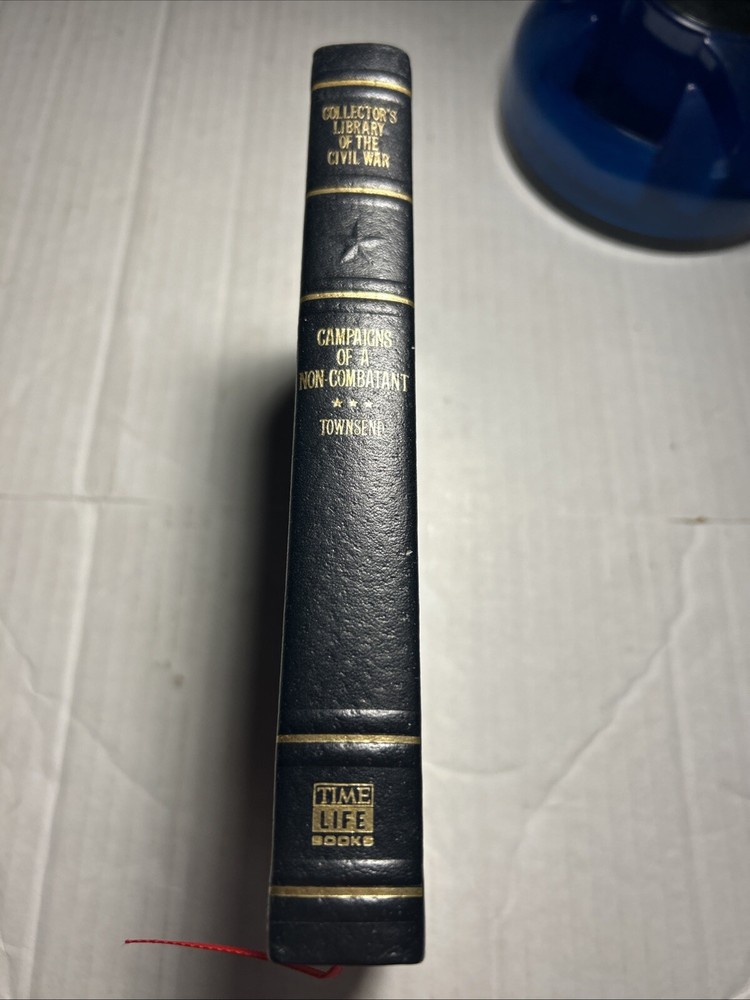 COLLECTOR'S
LIBRARY
OF THE
CIVIL WAR
CAMPAIGNS
OF A
NON-COMBATANT
TOWNSEND
TIME
LIFE
BOOKS